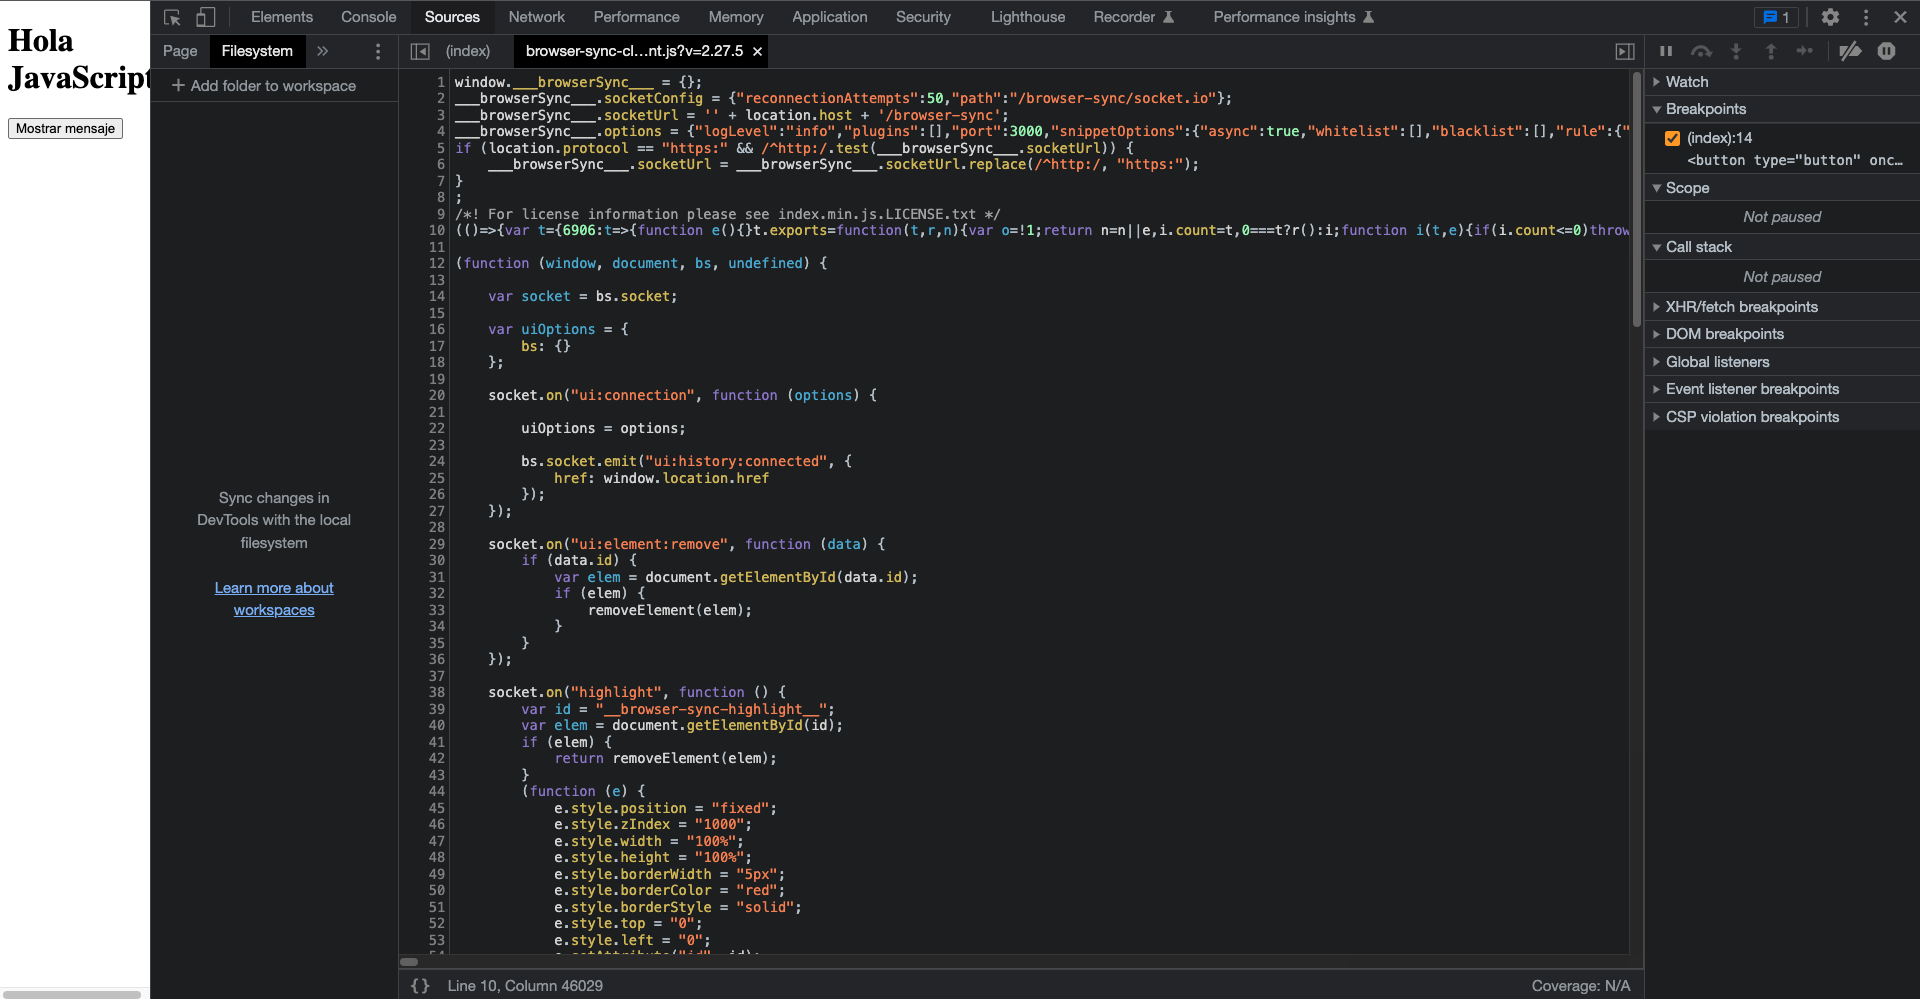 Hola
JavaScript
Mostrar mensaje
Elements Console Sources Network Performance Memory Application Security Lighthouse Recorder Performance insights 1
Page Filesystem »
+ Add folder to workspace
Sync changes in
DevTools with the local
filesystem
Learn more about
workspaces
(index) browser-sync-cl…nt.js?v=2.27.5 ×
1 window.___browserSync___ = {};
2 ___browserSync___.socketConfig = {"reconnectionAttempts":50,"path":"/browser-sync/socket.io"};
3 ___browserSync___.socketUrl = '' + location.host + '/browser-sync';
4 ___browserSync___.options = {"logLevel":"info","plugins":[],"port":3000,"snippetOptions":{"async":true,"whitelist":[],"blacklist":[],"rule":{"
5 if (location.protocol == "https:" && /^http:/.test(___browserSync___.socketUrl)) {
6     ___browserSync___.socketUrl = ___browserSync___.socketUrl.replace(/^http:/, "https:");
7 }
8 ;
9 /*! For license information please see index.min.js.LICENSE.txt */
10 (()=>{var t={6906:t=>{function e(){}t.exports=function(t,r,n){var o=!1;return n=n||e,i.count=t,0===t?r():i;function i(t,e){if(i.count<=0)throw
11
12 (function (window, document, bs, undefined) {
13
14     var socket = bs.socket;
15
16     var uiOptions = {
17         bs: {}
18     };
19
20     socket.on("ui:connection", function (options) {
21
22         uiOptions = options;
23
24         bs.socket.emit("ui:history:connected", {
25             href: window.location.href
26         });
27     });
28
29     socket.on("ui:element:remove", function (data) {
30         if (data.id) {
31             var elem = document.getElementById(data.id);
32             if (elem) {
33                 removeElement(elem);
34             }
35         }
36     });
37
38     socket.on("highlight", function () {
39         var id = "__browser-sync-highlight__";
40         var elem = document.getElementById(id);
41         if (elem) {
42             return removeElement(elem);
43         }
44         (function (e) {
45             e.style.position = "fixed";
46             e.style.zIndex = "1000";
47             e.style.width = "100%";
48             e.style.height = "100%";
49             e.style.borderWidth = "5px";
50             e.style.borderColor = "red";
51             e.style.borderStyle = "solid";
52             e.style.top = "0";
53             e.style.left = "0";
{} Line 10, Column 46029
Coverage: N/A
Watch
Breakpoints
(index):14
<button type="button" onc…
Scope
Not paused
Call stack
Not paused
XHR/fetch breakpoints
DOM breakpoints
Global listeners
Event listener breakpoints
CSP violation breakpoints